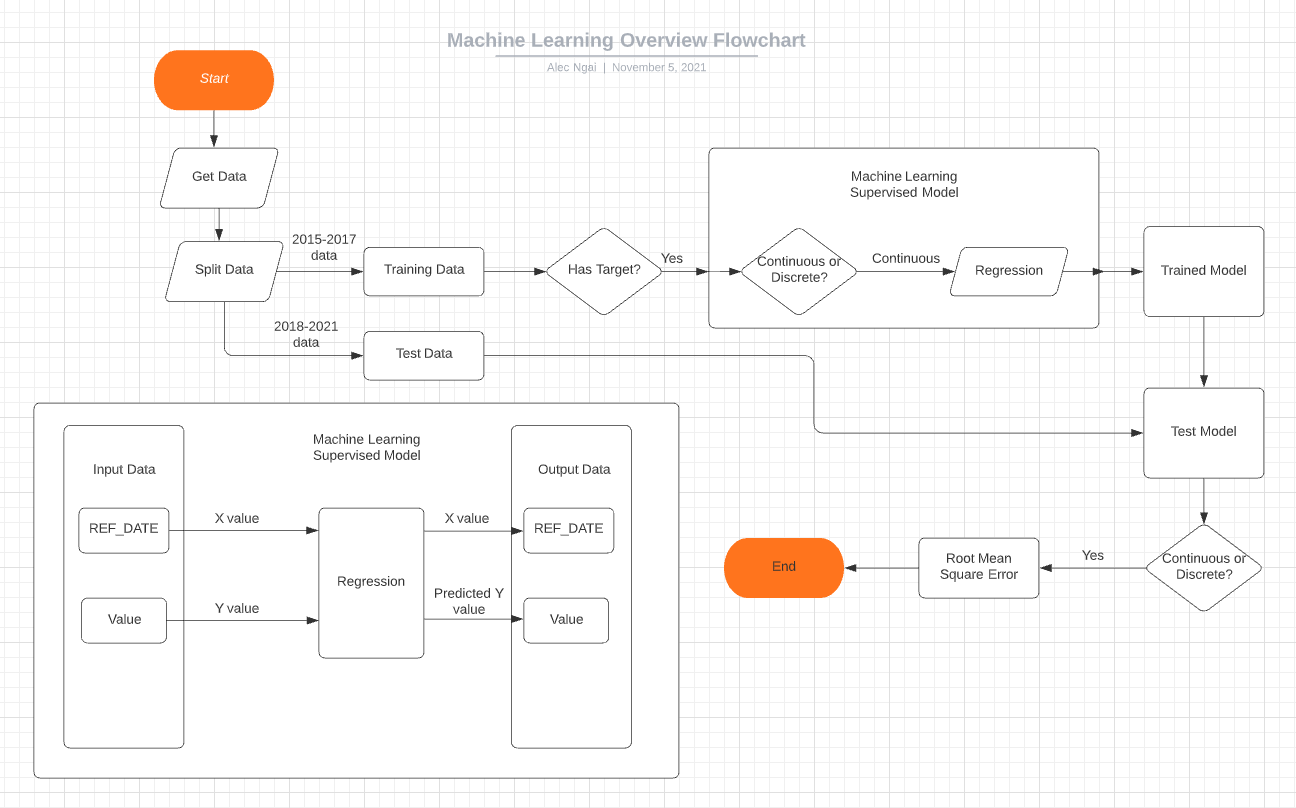 Machine Learning Overview Flowchart
Alec Ngai | November 5, 2021
Start
Get Data
Split Data
2015-2017
data
Training Data
Has Target?
Yes
Machine Learning
Supervised Model
Continuous or
Discrete?
Continuous
Regression
Trained Model
2018-2021
data
Test Data
Test Model
Continuous or
Discrete?
Yes
Root Mean
Square Error
End
Machine Learning
Supervised Model
Input Data
REF_DATE
Value
X value
Y value
Regression
X value
Predicted Y
value
Output Data
REF_DATE
Value